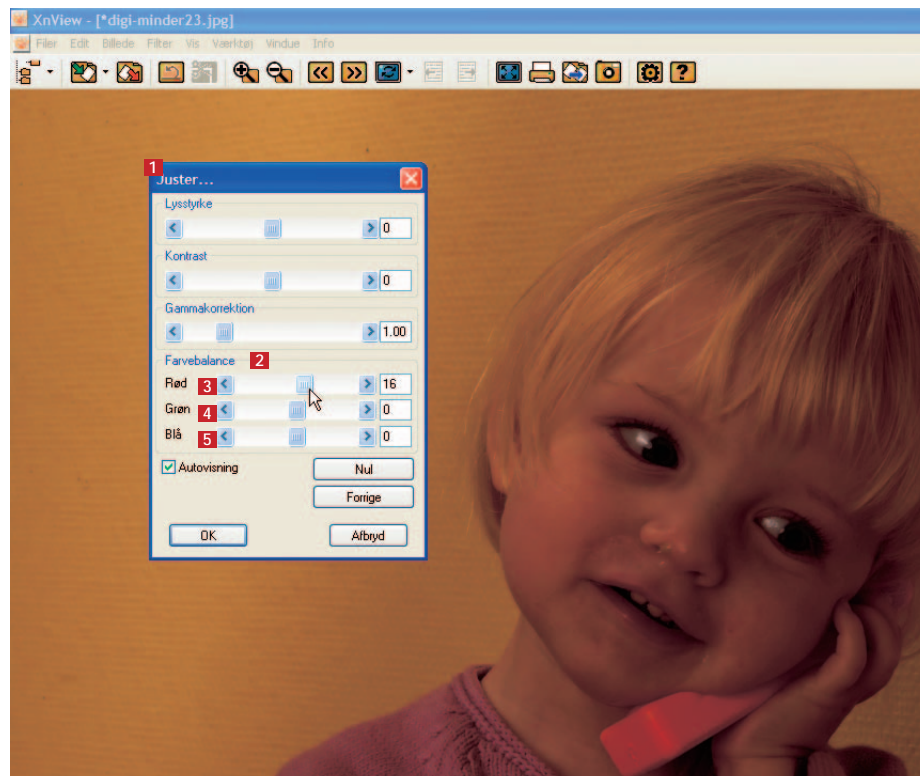 XnView - [*digi-minder23.jpg]
Filer Edit Billede Filter Vis Værktøj Vindue Info
1
Juster...
Lysstyrke
0
Kontrast
0
Gammakorrektion
1.00
Farvebalance 2
Rød 3 16
Grøn 4 0
Blå 5 0
Autovisning Nul
Forrige
OK Afbryd